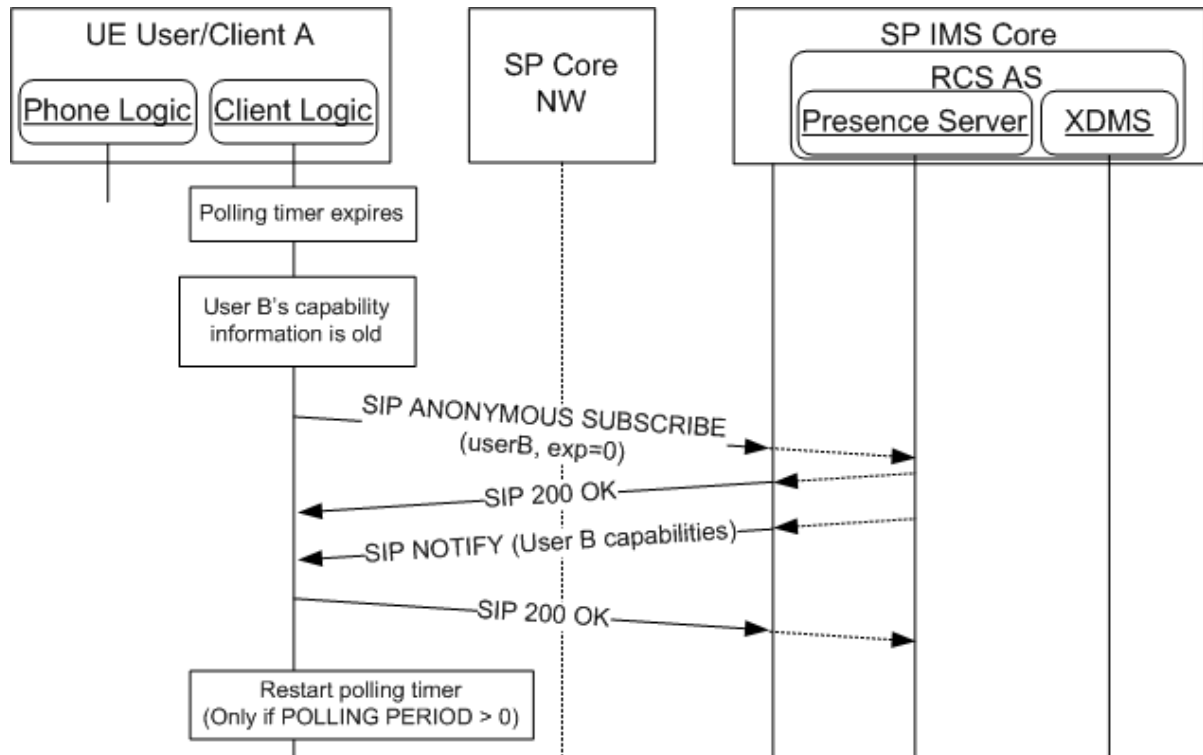 UE User/Client A
Phone Logic
Client Logic
SP Core
NW
SP IMS Core
RCS AS
Presence Server
XDMS
Polling timer expires
User B's capability
information is old
SIP ANONYMOUS SUBSCRIBE
(userB, exp=0)
SIP 200 OK
SIP NOTIFY (User B capabilities)
SIP 200 OK
Restart polling timer
(Only if POLLING PERIOD > 0)